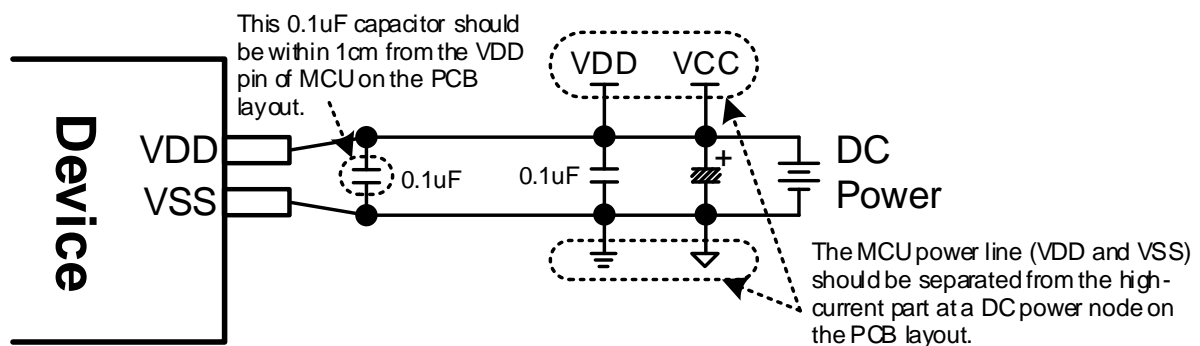 This 0.1uF capacitor should
be within 1cm from the VDD
pin of MCU on the PCB
layout.
VDD VCC
Device
VDD
VSS
0.1uF
0.1uF
+
DC
Power
The MCU power line (VDD and VSS)
should be separated from the high-
current part at a DC power node on
the PCB layout.